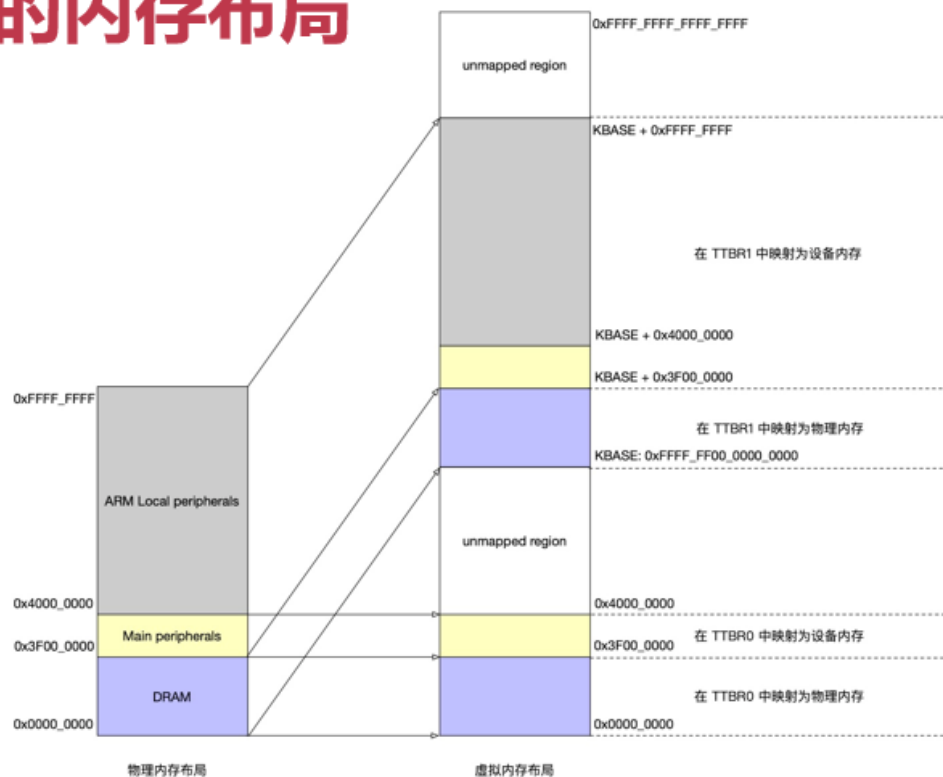 的内存布局
0xFFFF_FFFF_FFFF_FFFF
unmapped region
KBASE + 0xFFFF_FFFF
在 TTBR1 中映射为设备内存
KBASE + 0x4000_0000
KBASE + 0x3F00_0000
0xFFFF_FFFF
在 TTBR1 中映射为物理内存
KBASE: 0xFFFF_FF00_0000_0000
ARM Local peripherals
unmapped region
0x4000_0000
0x4000_0000
Main peripherals
在 TTBR0 中映射为设备内存
0x3F00_0000
0x3F00_0000
DRAM
在 TTBR0 中映射为物理内存
0x0000_0000
0x0000_0000
物理内存布局
虚拟内存布局